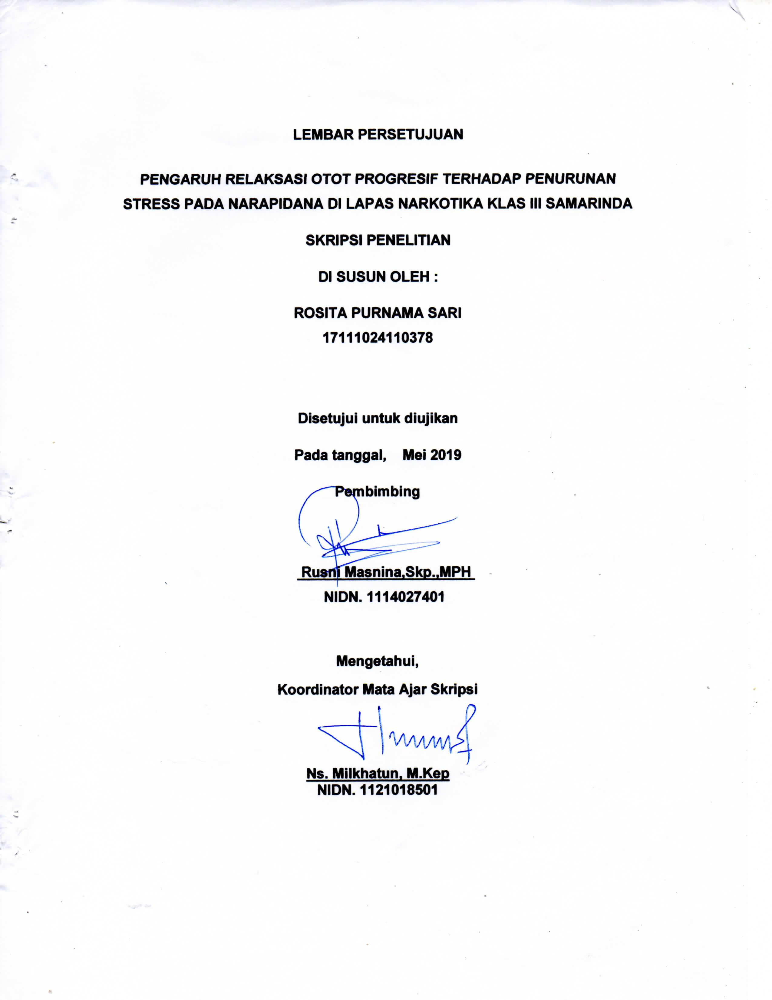 LEMBAR PERSETUJUAN
PENGARUH RELAKSASI OTOT PROGRESIF TERHADAP PENURUNAN
STRESS PADA NARAPIDANA DI LAPAS NARKOTIKA KLAS III SAMARINDA
SKRIPSI PENELITIAN
DI SUSUN OLEH :
ROSITA PURNAMA SARI
17111024110378
Disetujui untuk diujikan
Pada tanggal, Mei 2019
Pembimbing
Rusni Masnina,Skp.,MPH
NIDN. 1114027401
Mengetahui,
Koordinator Mata Ajar Skripsi
Ns. Milkhatun, M.Kep
NIDN. 1121018501